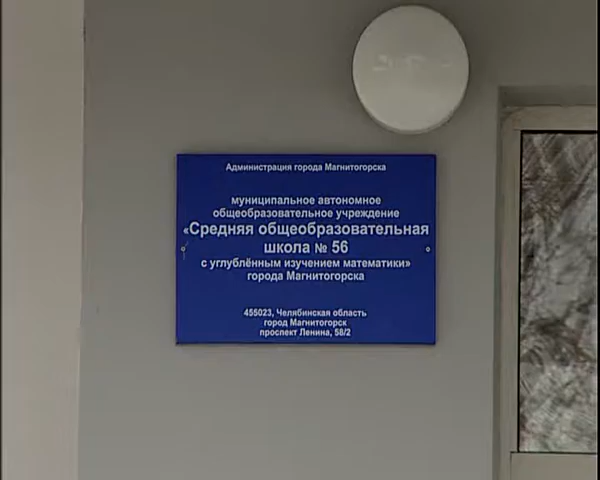 Администрация города Магнитогорска
муниципальное автономное
общеобразовательное учреждение
«Средняя общеобразовательная
школа № 56
с углублённым изучением математики»
города Магнитогорска
455023, Челябинская область
город Магнитогорск
проспект Ленина, 58/2